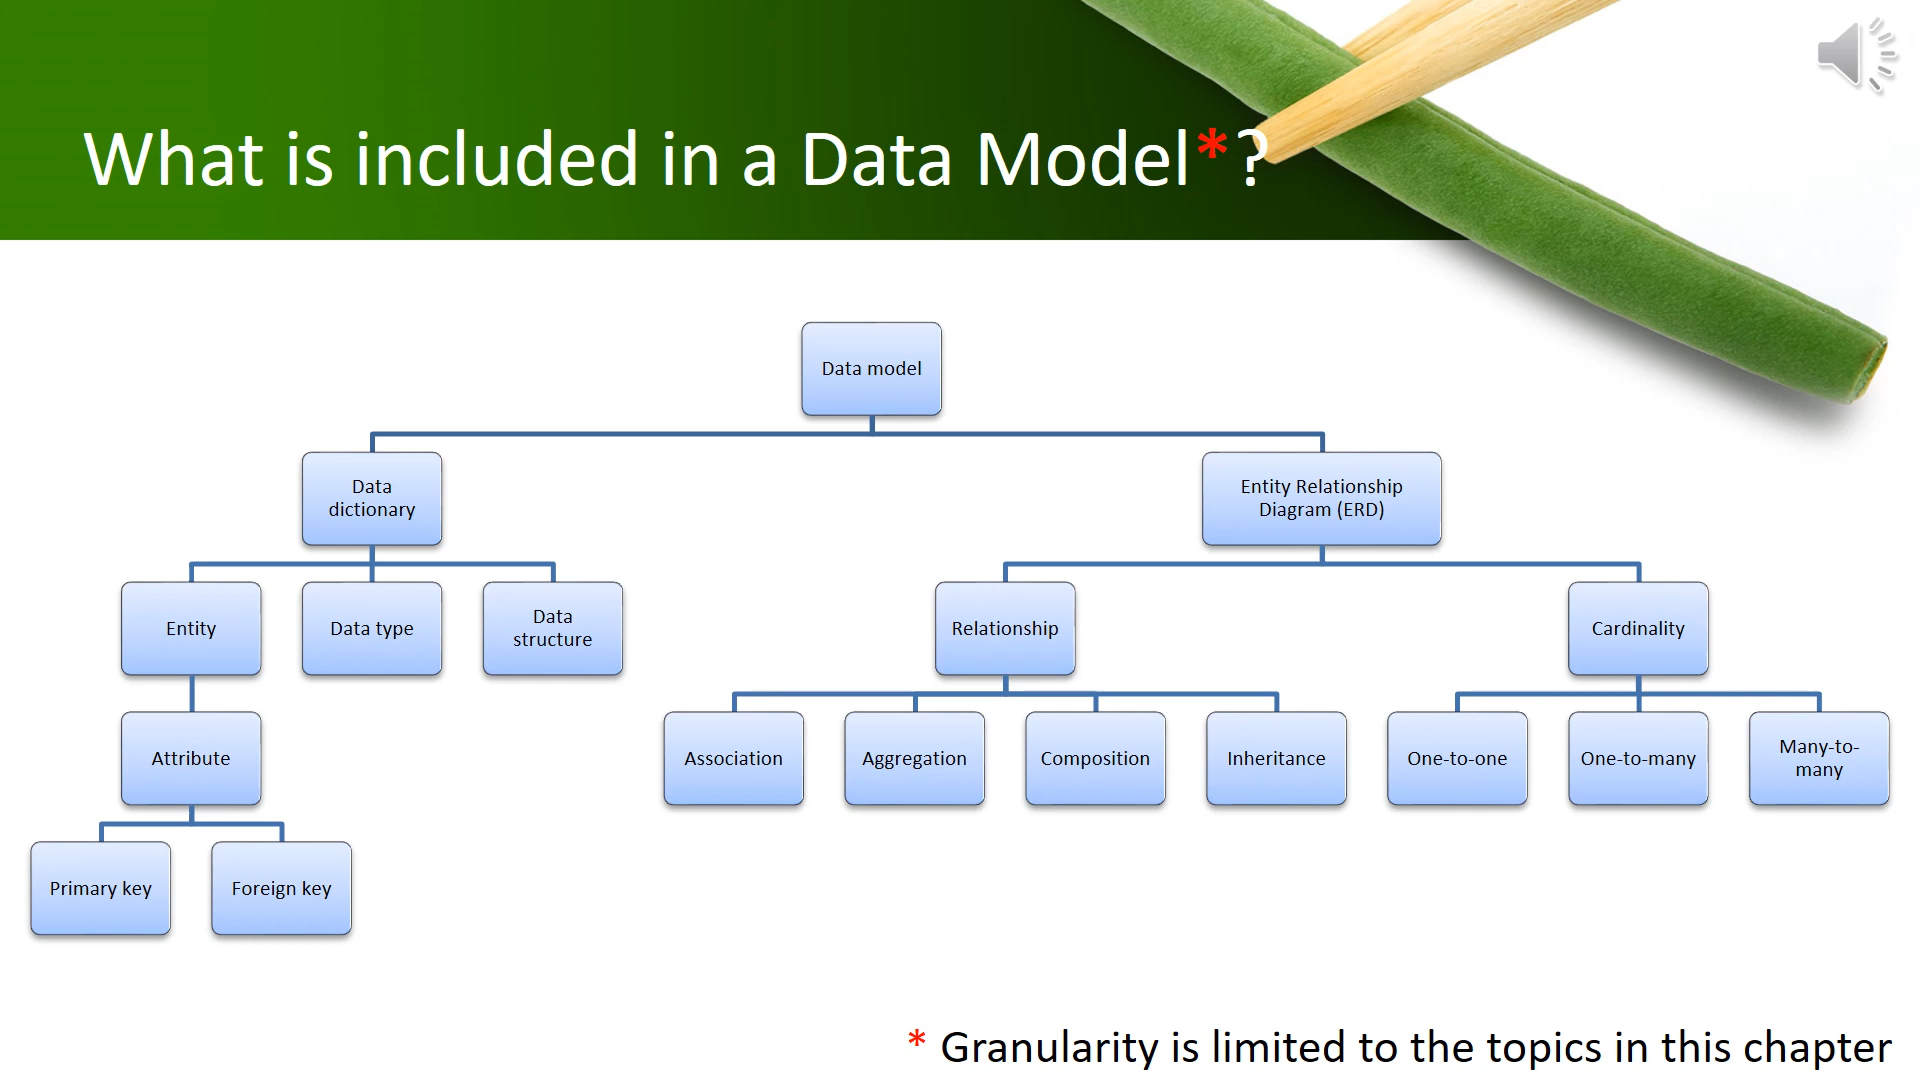 What is included in a Data Model*?
Data model
Data
dictionary
Entity Relationship
Diagram (ERD)
Entity
Data type
Data
structure
Relationship
Cardinality
Attribute
Association
Aggregation
Composition
Inheritance
One-to-one
One-to-many
Many-to-
many
Primary key
Foreign key
* Granularity is limited to the topics in this chapter